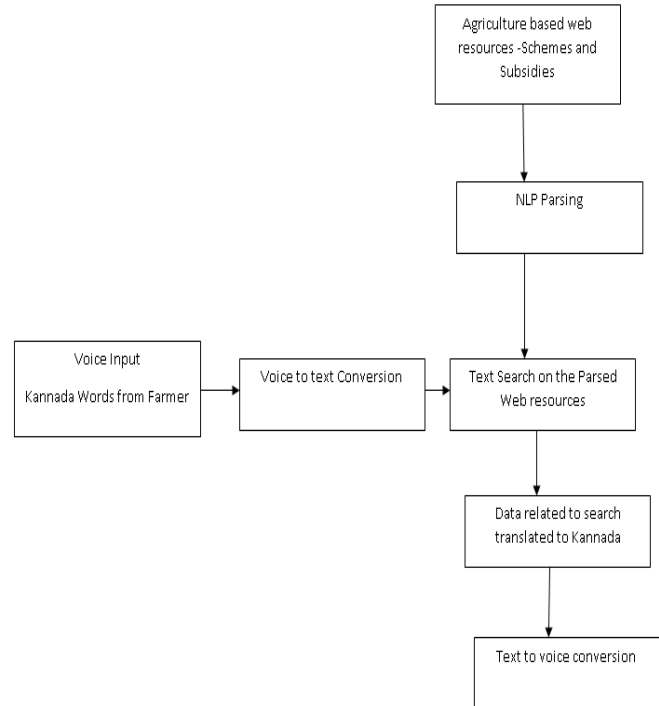 Agriculture based web
resources -Schemes and
Subsidies
NLP Parsing
Voice Input
Kannada Words from Farmer
Voice to text Conversion
Text Search on the Parsed
Web resources
Data related to search
translated to Kannada
Text to voice conversion